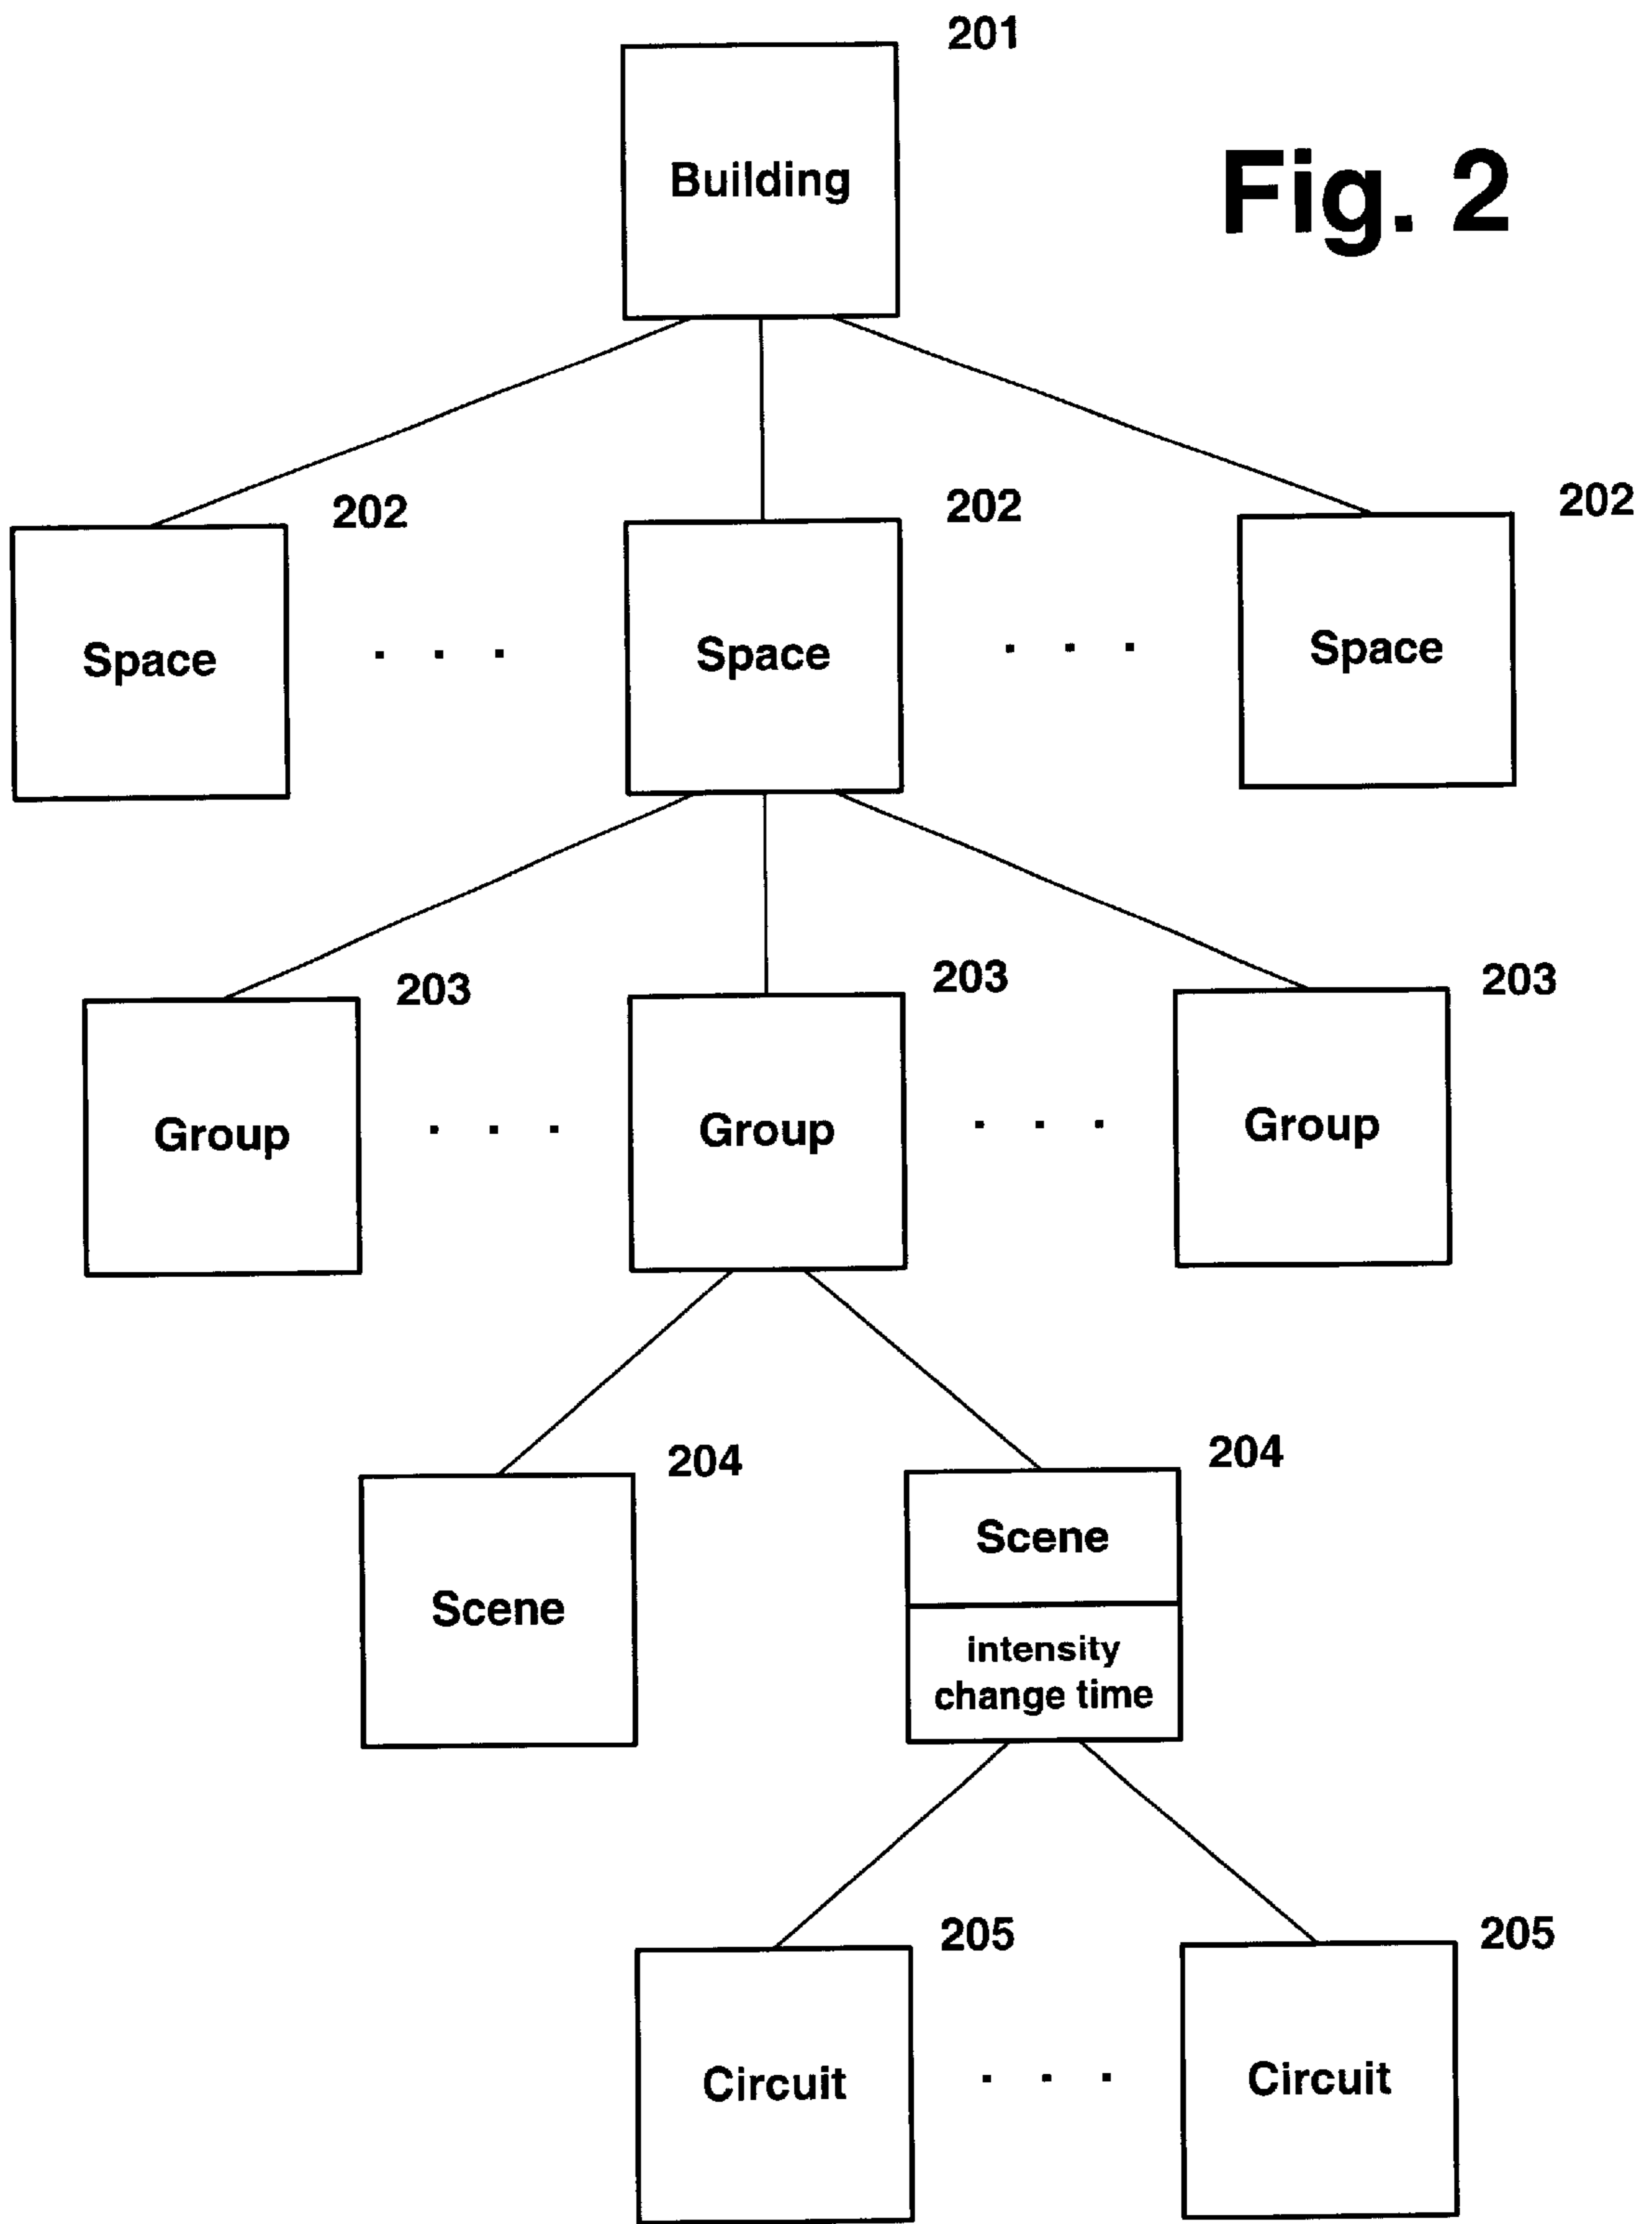 201
Building
Fig. 2
202
202
202
Space
. . .
Space
. . .
Space
203
203
203
Group
. . .
Group
. . .
Group
204
204
Scene
Scene
intensity
change time
205
205
Circuit
. . .
Circuit